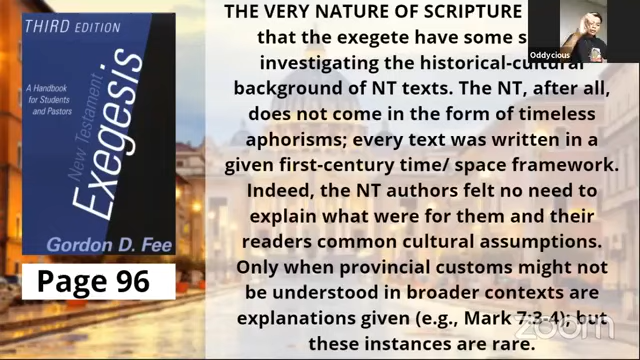 THIRD EDITION
A Handbook
for Students
and Pastors
New Testament
Exegesis
Gordon D. Fee
Page 96
THE VERY NATURE OF SCRIPTURE
that the exegete have some
investigating the historical-cultural
background of NT texts. The NT, after all,
does not come in the form of timeless
aphorisms; every text was written in a
given first-century time/ space framework.
Indeed, the NT authors felt no need to
explain what were for them and their
readers common cultural assumptions.
Only when provincial customs might not
be understood in broader contexts are
explanations given (e.g., Mark 7:3-4); but
these instances are rare.
Oddycious
zoom